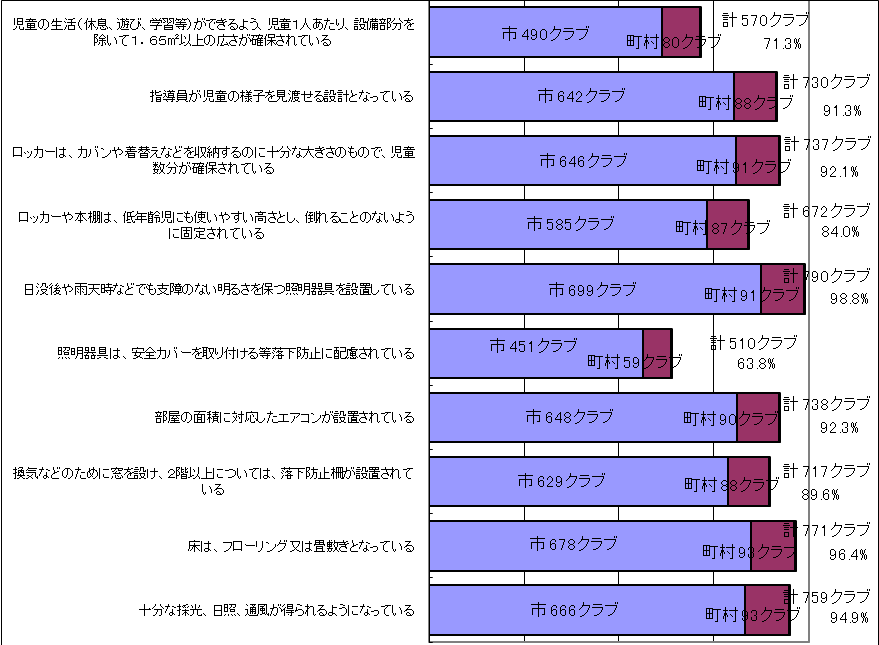 児童の生活(休息、遊び、学習等)ができるよう、児童1人あたり、設備部分を
除いて1.65㎡以上の広さが確保されている
市 490クラブ
町村 80クラブ
計 570クラブ
71.3%
指導員が児童の様子を見渡せる設計となっている
市 642クラブ
町村 88クラブ
計 730クラブ
91.3%
ロッカーは、カバンや着替えなどを収納するのに十分な大きさのもので、児童
数分が確保されている
市 646クラブ
町村 91クラブ
計 737クラブ
92.1%
ロッカーや本棚は、低年齢児にも使いやすい高さとし、倒れることのないよう
に固定されている
市 585クラブ
町村 87クラブ
計 672クラブ
84.0%
日没後や雨天時などでも支障のない明るさを保つ照明器具を設置している
市 699クラブ
町村 91クラブ
計 790クラブ
98.8%
照明器具は、安全カバーを取り付ける等落下防止に配慮されている
市 451クラブ
町村 59クラブ
計 510クラブ
63.8%
部屋の面積に対応したエアコンが設置されている
市 648クラブ
町村 90クラブ
計 738クラブ
92.3%
換気などのために窓を設け、2階以上については、落下防止柵が設置されて
いる
市 629クラブ
町村 88クラブ
計 717クラブ
89.6%
床は、フローリング又は畳敷きとなっている
市 678クラブ
町村 93クラブ
計 771クラブ
96.4%
十分な採光、日照、通風が得られるようになっている
市 666クラブ
町村 93クラブ
計 759クラブ
94.9%